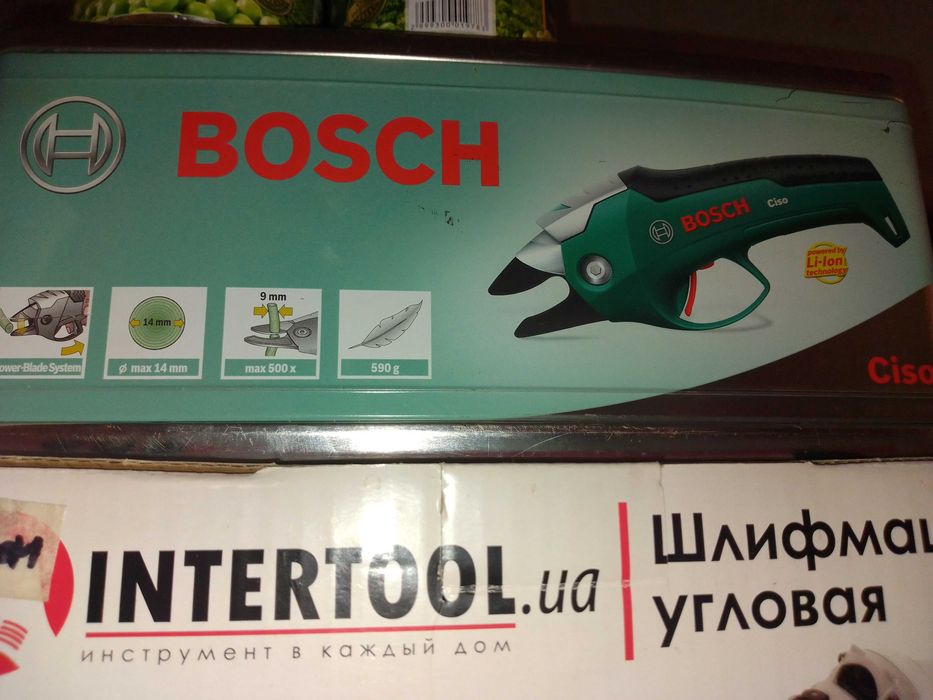 BOSCH
BOSCH
Ciso
powered by
Li-Ion
technology
9 mm
14 mm
ower-Blade System
Ø max 14 mm
max 500 x
590 g
Ciso
INTERTOOL.ua
инструмент в каждый дом
Шлифмаш
угловая